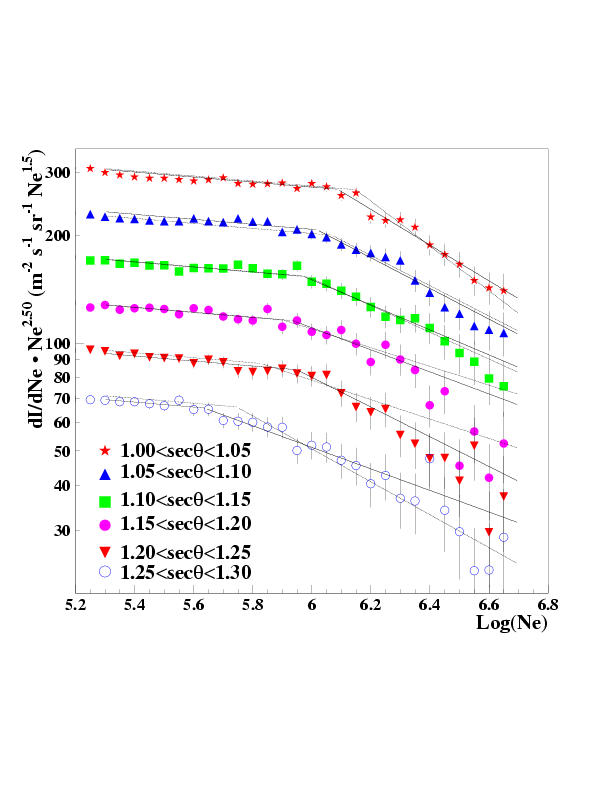 dI/dNe • Ne^2.50 (m^-2 s^-1 sr^-1 Ne^1.5)
300
200
100
90
80
70
60
50
40
30
1.00<secθ<1.05
1.05<secθ<1.10
1.10<secθ<1.15
1.15<secθ<1.20
1.20<secθ<1.25
1.25<secθ<1.30
5.2 5.4 5.6 5.8 6 6.2 6.4 6.6 6.8
Log(Ne)